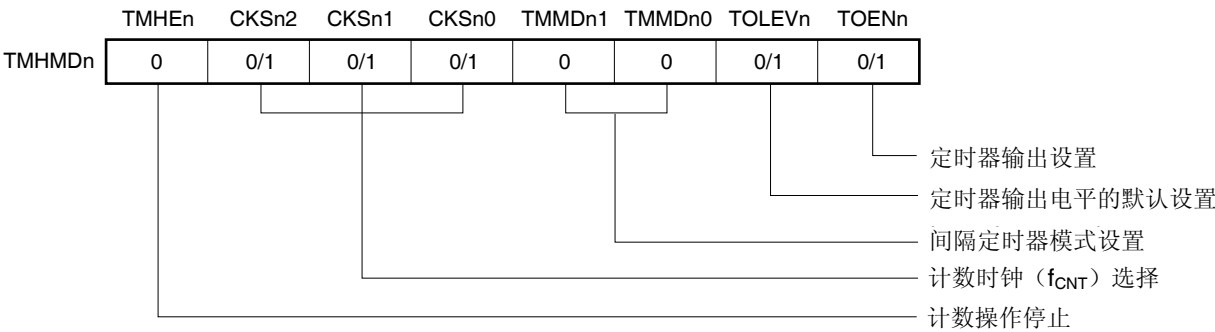 TMHEn CKSn2 CKSn1 CKSn0 TMMDn1 TMMDn0 TOLEVn TOENn
TMHMDn 0 0/1 0/1 0/1 0 0 0/1 0/1
定时器输出设置
定时器输出电平的默认设置
间隔定时器模式设置
计数时钟（fCNT）选择
计数操作停止